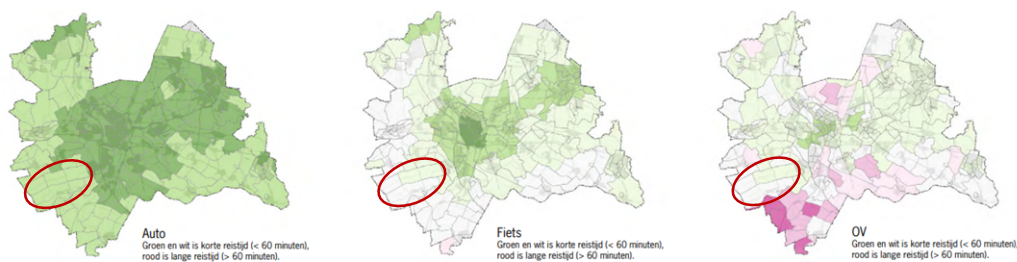 Auto
Groen en wit is korte reistijd (< 60 minuten),
rood is lange reistijd (> 60 minuten).
Fiets
Groen en wit is korte reistijd (< 60 minuten),
rood is lange reistijd (> 60 minuten).
OV
Groen en wit is korte reistijd (< 60 minuten)
rood is lange reistijd (> 60 minuten).